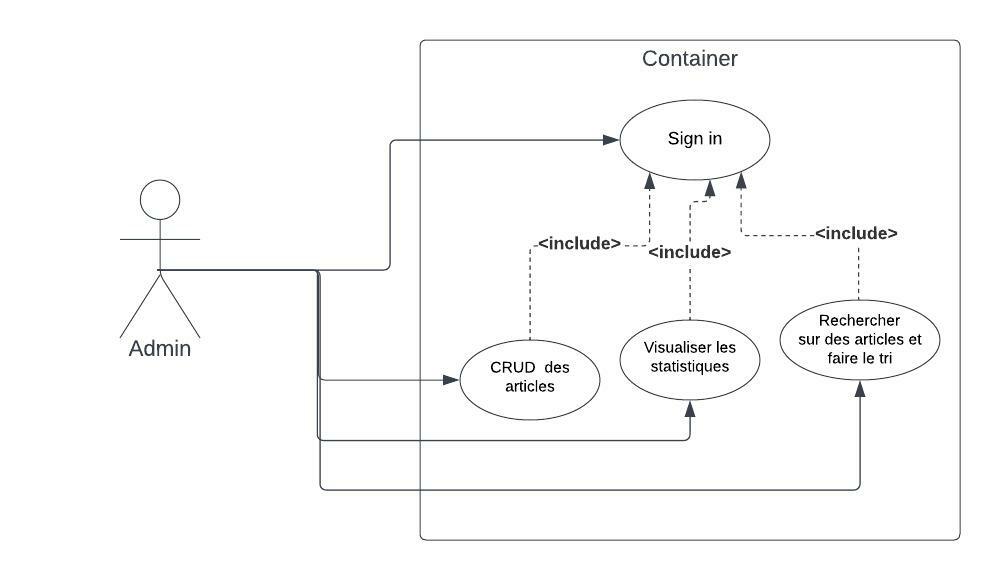 Container
Sign in
<include>
<include>
<include>
Admin
CRUD des
articles
Visualiser les
statistiques
Rechercher
sur des articles et
faire le tri